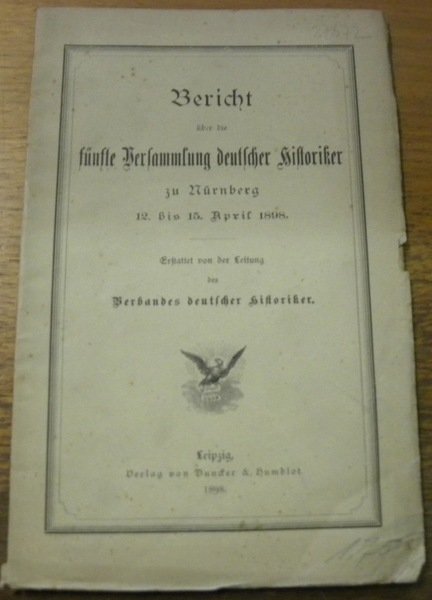 Bericht
über die
fünfte Versammlung deutscher Historiker
zu Nürnberg
12. bis 15. April 1898.
Erstattet von der Leitung
des
Verbandes deutscher Historiker.
Leipzig,
Verlag von Duncker & Humblot
1898.